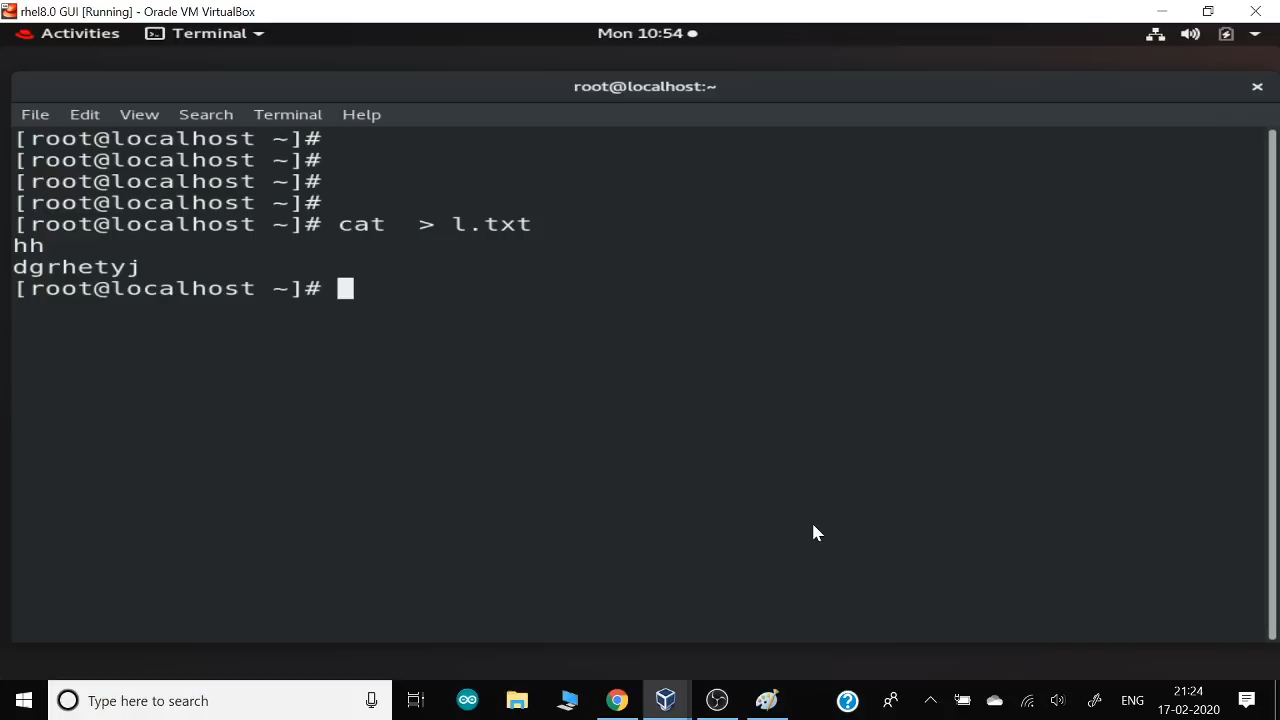 rhel8.0 GUI [Running] - Oracle VM VirtualBox
Activities Terminal Mon 10:54
root@localhost:~
File Edit View Search Terminal Help
[root@localhost ~]#
[root@localhost ~]#
[root@localhost ~]#
[root@localhost ~]#
[root@localhost ~]# cat  > l.txt
hh
dgrhetyj
[root@localhost ~]#
Type here to search
ENG
21:24
17-02-2020